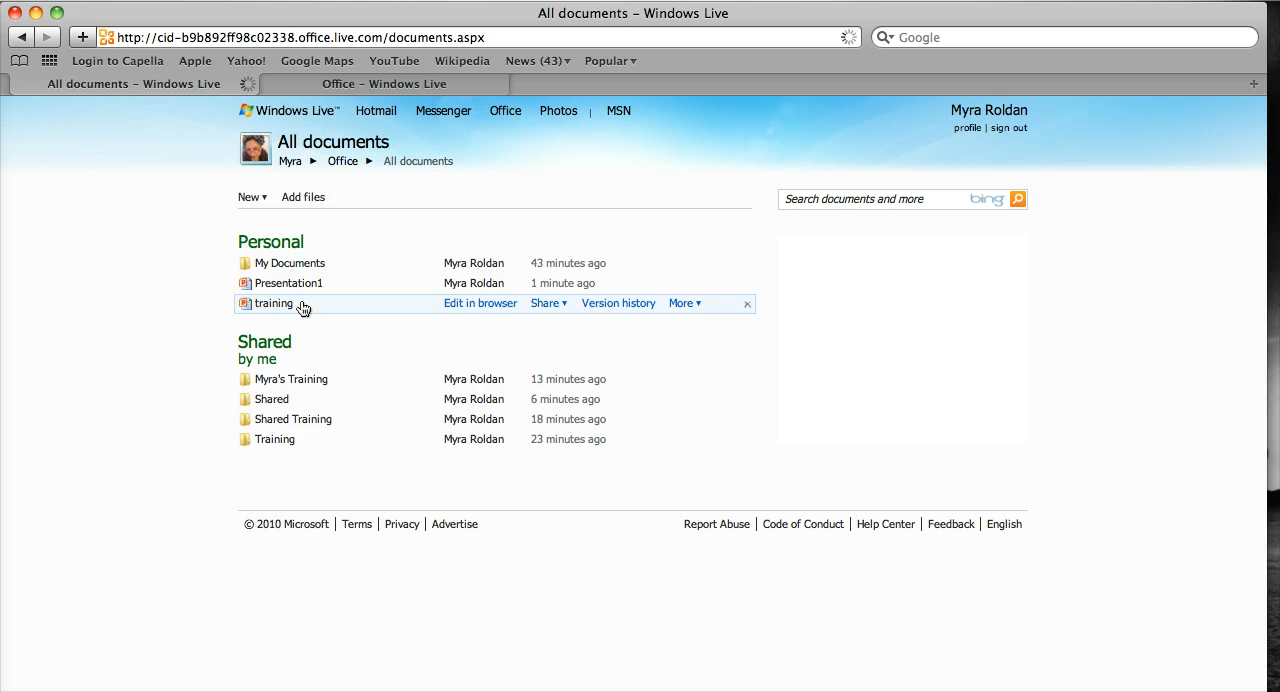 All documents – Windows Live
http://cid-b9b892ff98c02338.office.live.com/documents.aspx
Google
Login to Capella Apple Yahoo! Google Maps YouTube Wikipedia News (43)▾ Popular▾
All documents – Windows Live Office – Windows Live
Windows Live™ Hotmail Messenger Office Photos | MSN
Myra Roldan
profile | sign out
All documents
Myra ▸ Office ▸ All documents
New▾ Add files
Search documents and more bing
Personal
My Documents Myra Roldan 43 minutes ago
Presentation1 Myra Roldan 1 minute ago
training Edit in browser Share▾ Version history More▾ ×
Shared
by me
Myra's Training Myra Roldan 13 minutes ago
Shared Myra Roldan 6 minutes ago
Shared Training Myra Roldan 18 minutes ago
Training Myra Roldan 23 minutes ago
© 2010 Microsoft | Terms | Privacy | Advertise Report Abuse | Code of Conduct | Help Center | Feedback | English